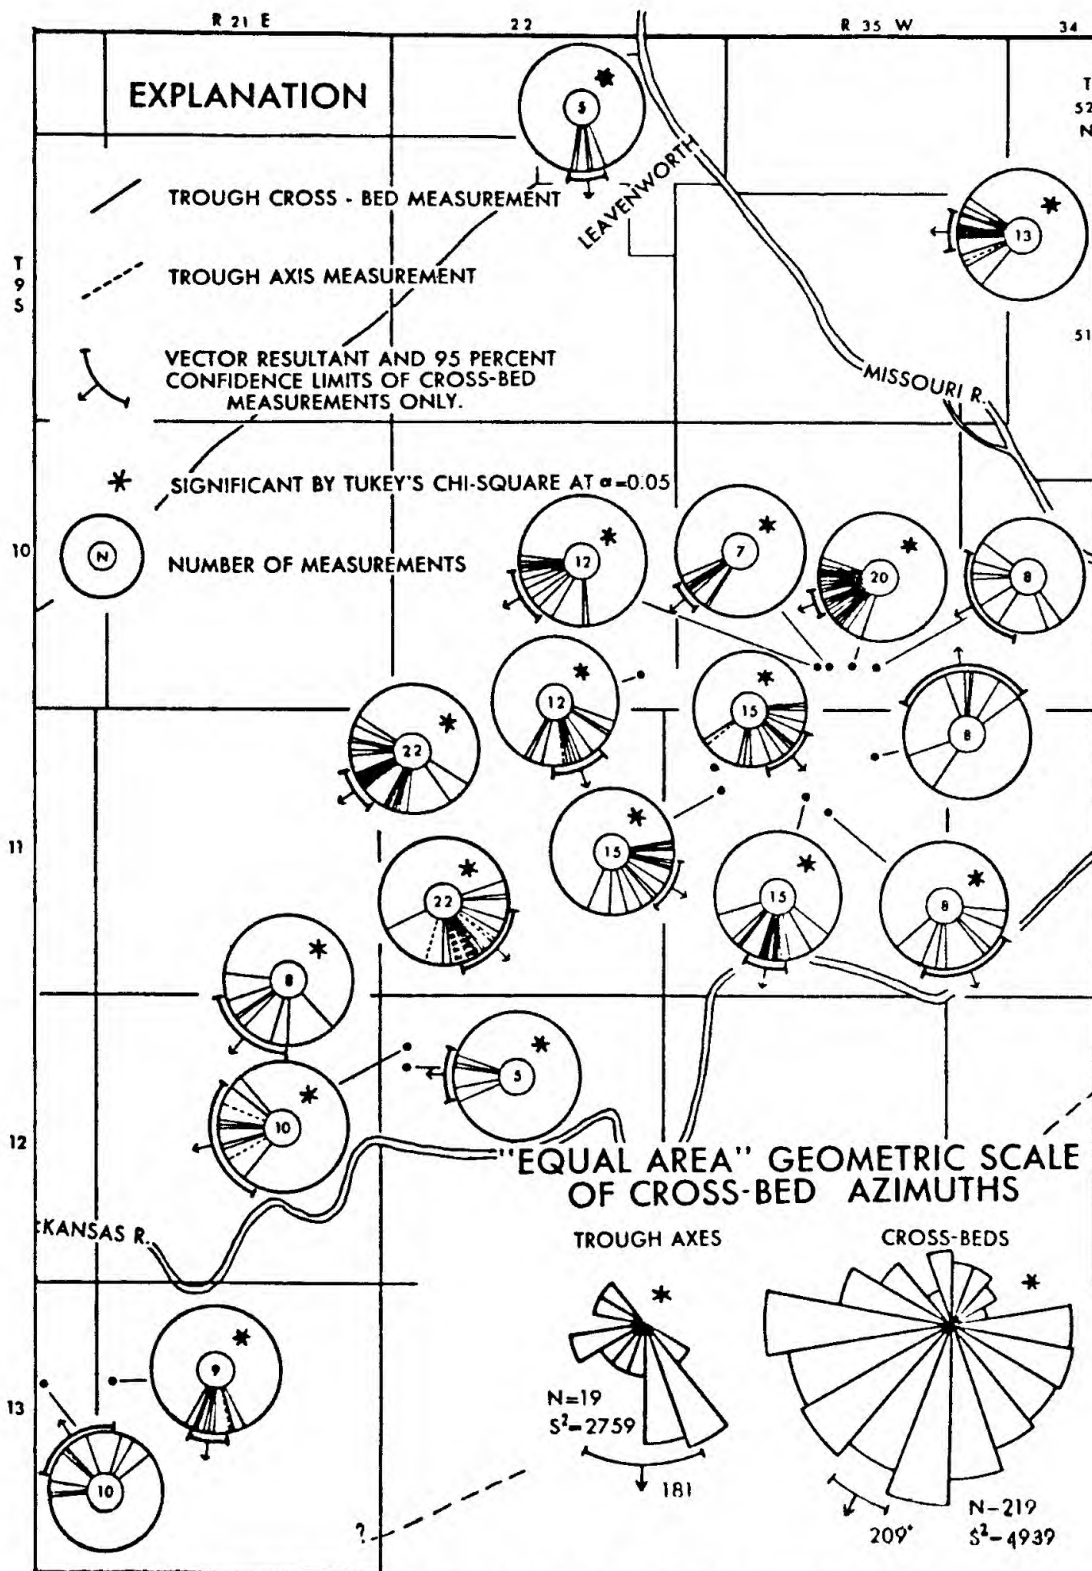 R 21 E
22
R 35 W
34
EXPLANATION
T
52
N
5
LEAVENWORTH
TROUGH CROSS - BED MEASUREMENT
13
T
9
S
TROUGH AXIS MEASUREMENT
51
VECTOR RESULTANT AND 95 PERCENT
CONFIDENCE LIMITS OF CROSS-BED
MEASUREMENTS ONLY.
MISSOURI R.
* SIGNIFICANT BY TUKEY'S CHI-SQUARE AT α=0.05
10
N
NUMBER OF MEASUREMENTS
12
7
20
8
12
15
8
22
11
15
22
15
8
8
5
10
12
"EQUAL AREA" GEOMETRIC SCALE
OF CROSS-BED AZIMUTHS
KANSAS R.
TROUGH AXES
CROSS-BEDS
9
N=19
S²=2759
13
10
181
209°
N-219
S²-4939
?